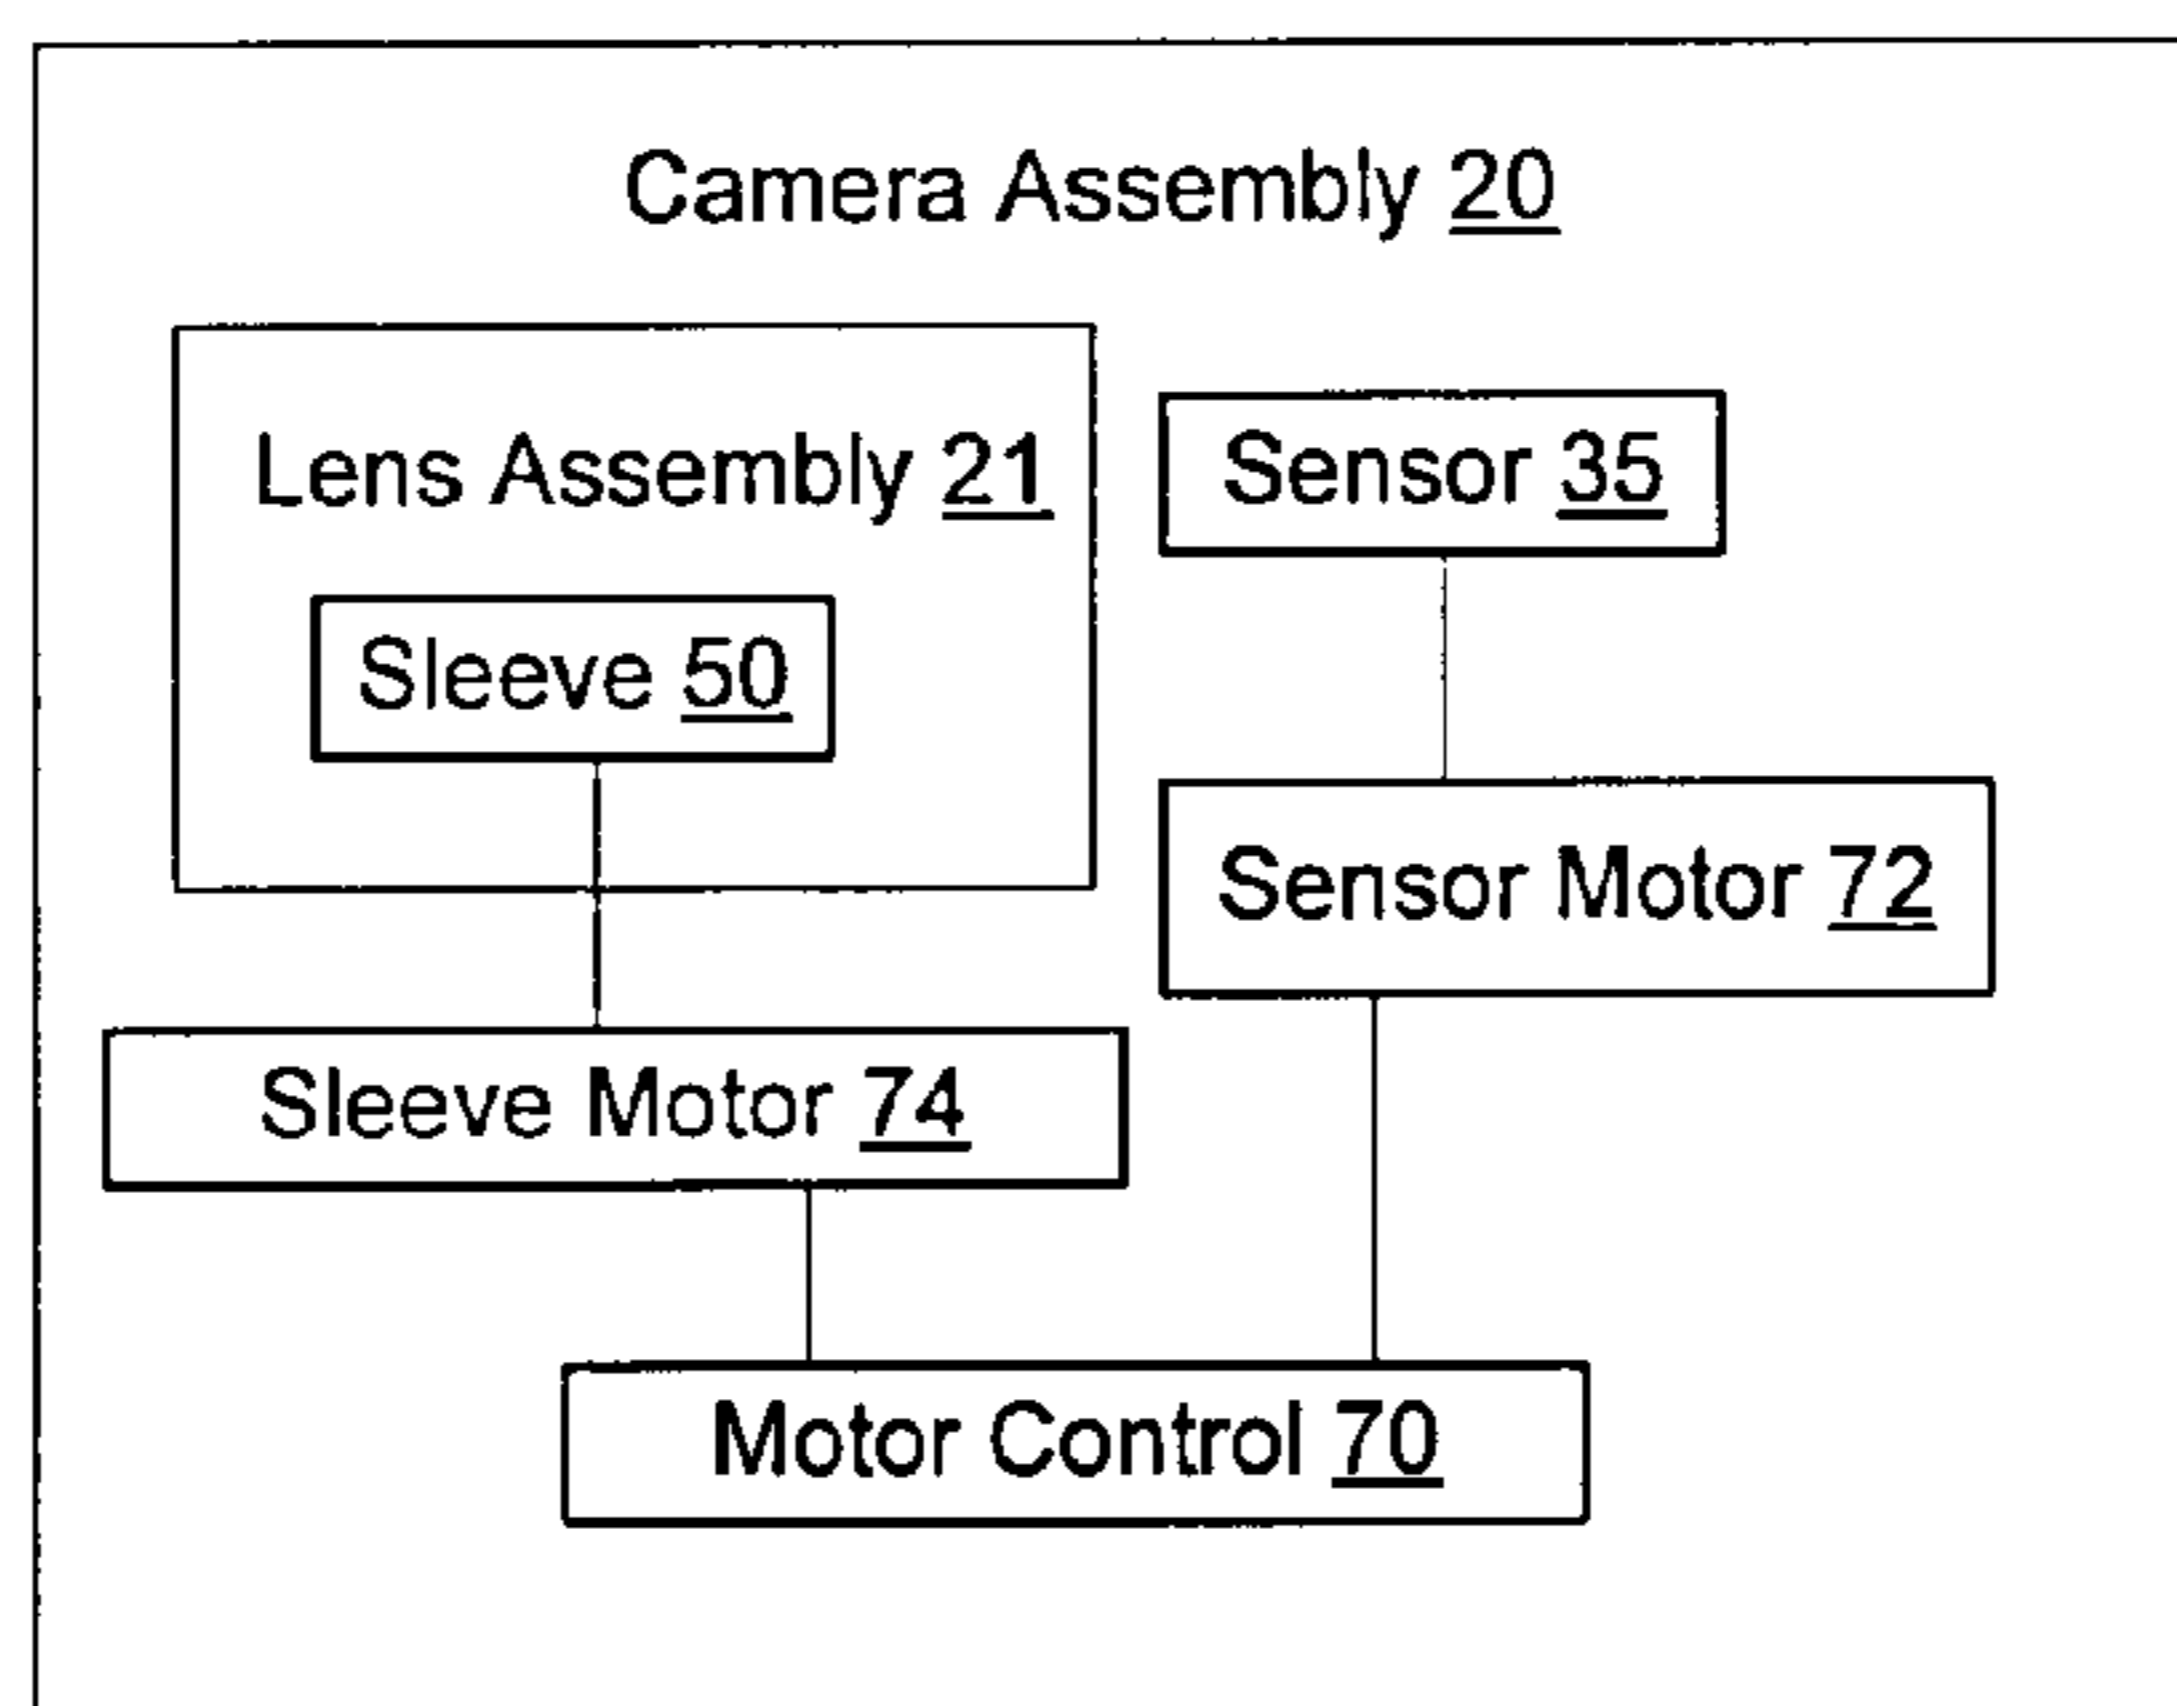 Camera Assembly 20
Lens Assembly 21
Sensor 35
Sleeve 50
Sensor Motor 72
Sleeve Motor 74
Motor Control 70